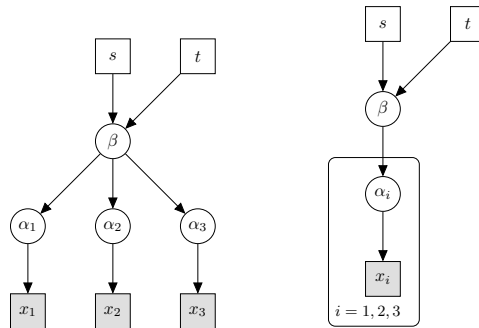 s t
β
α1 α2 α3
x1 x2 x3
s t
β
αi
xi
i = 1, 2, 3